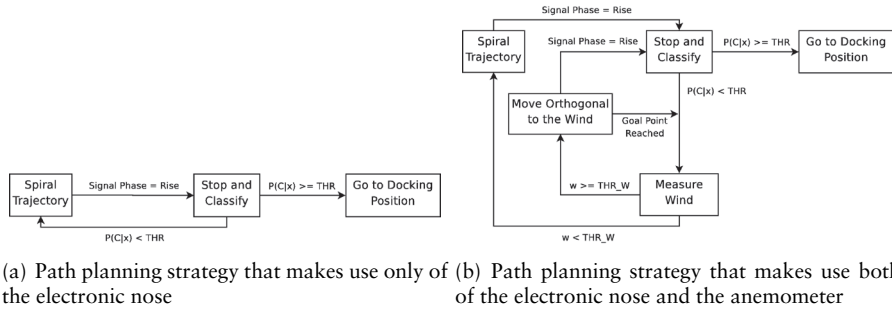 Spiral
Trajectory
Signal Phase = Rise
Stop and
Classify
P(C|x) >= THR
Go to Docking
Position
P(C|x) < THR
(a) Path planning strategy that makes use only of
the electronic nose
Signal Phase = Rise
Spiral
Trajectory
Signal Phase = Rise
Stop and
Classify
P(C|x) >= THR
Go to Docking
Position
P(C|x) < THR
Move Orthogonal
to the Wind
Goal Point
Reached
w >= THR_W
Measure
Wind
w < THR_W
(b) Path planning strategy that makes use both
of the electronic nose and the anemometer